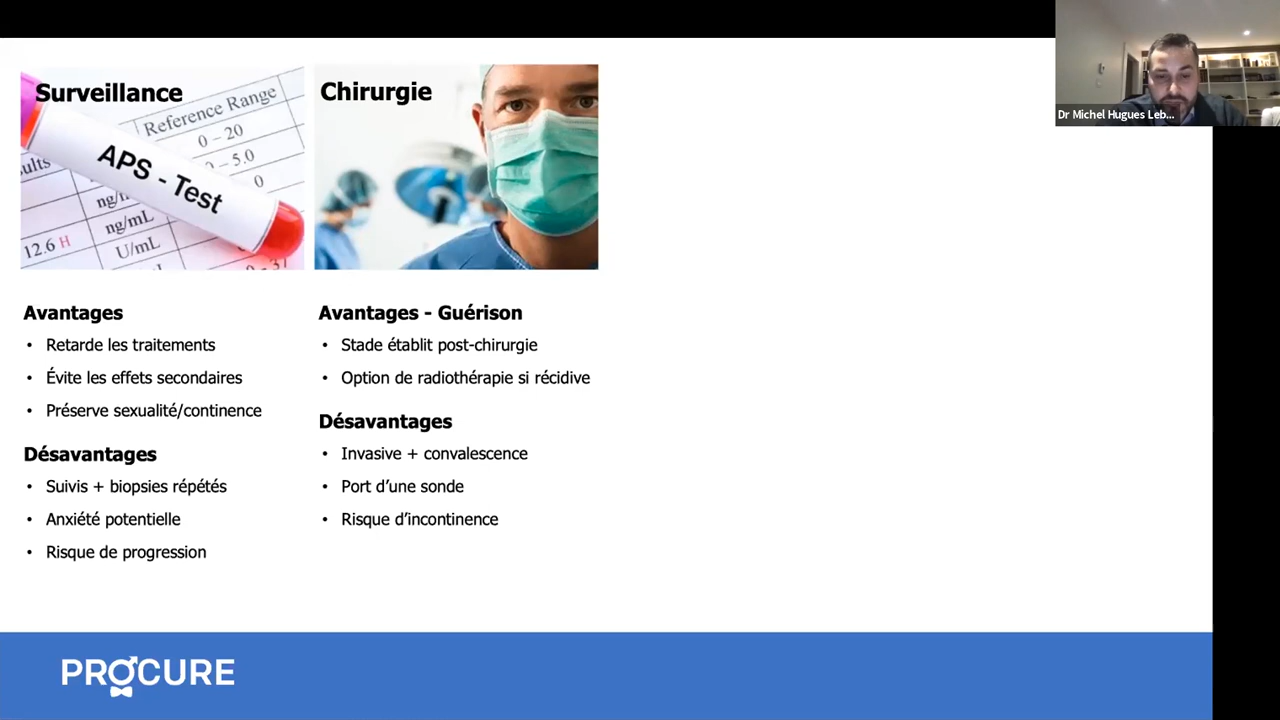 Dr Michel Hugues Leb...
Surveillance
Reference Range
0 – 20
– 5.0
0
APS - Test
ng/mL
12.6 H
U/mL
Chirurgie
Avantages
• Retarde les traitements
• Évite les effets secondaires
• Préserve sexualité/continence
Désavantages
• Suivis + biopsies répétés
• Anxiété potentielle
• Risque de progression
Avantages - Guérison
• Stade établit post-chirurgie
• Option de radiothérapie si récidive
Désavantages
• Invasive + convalescence
• Port d’une sonde
• Risque d’incontinence
PROCURE